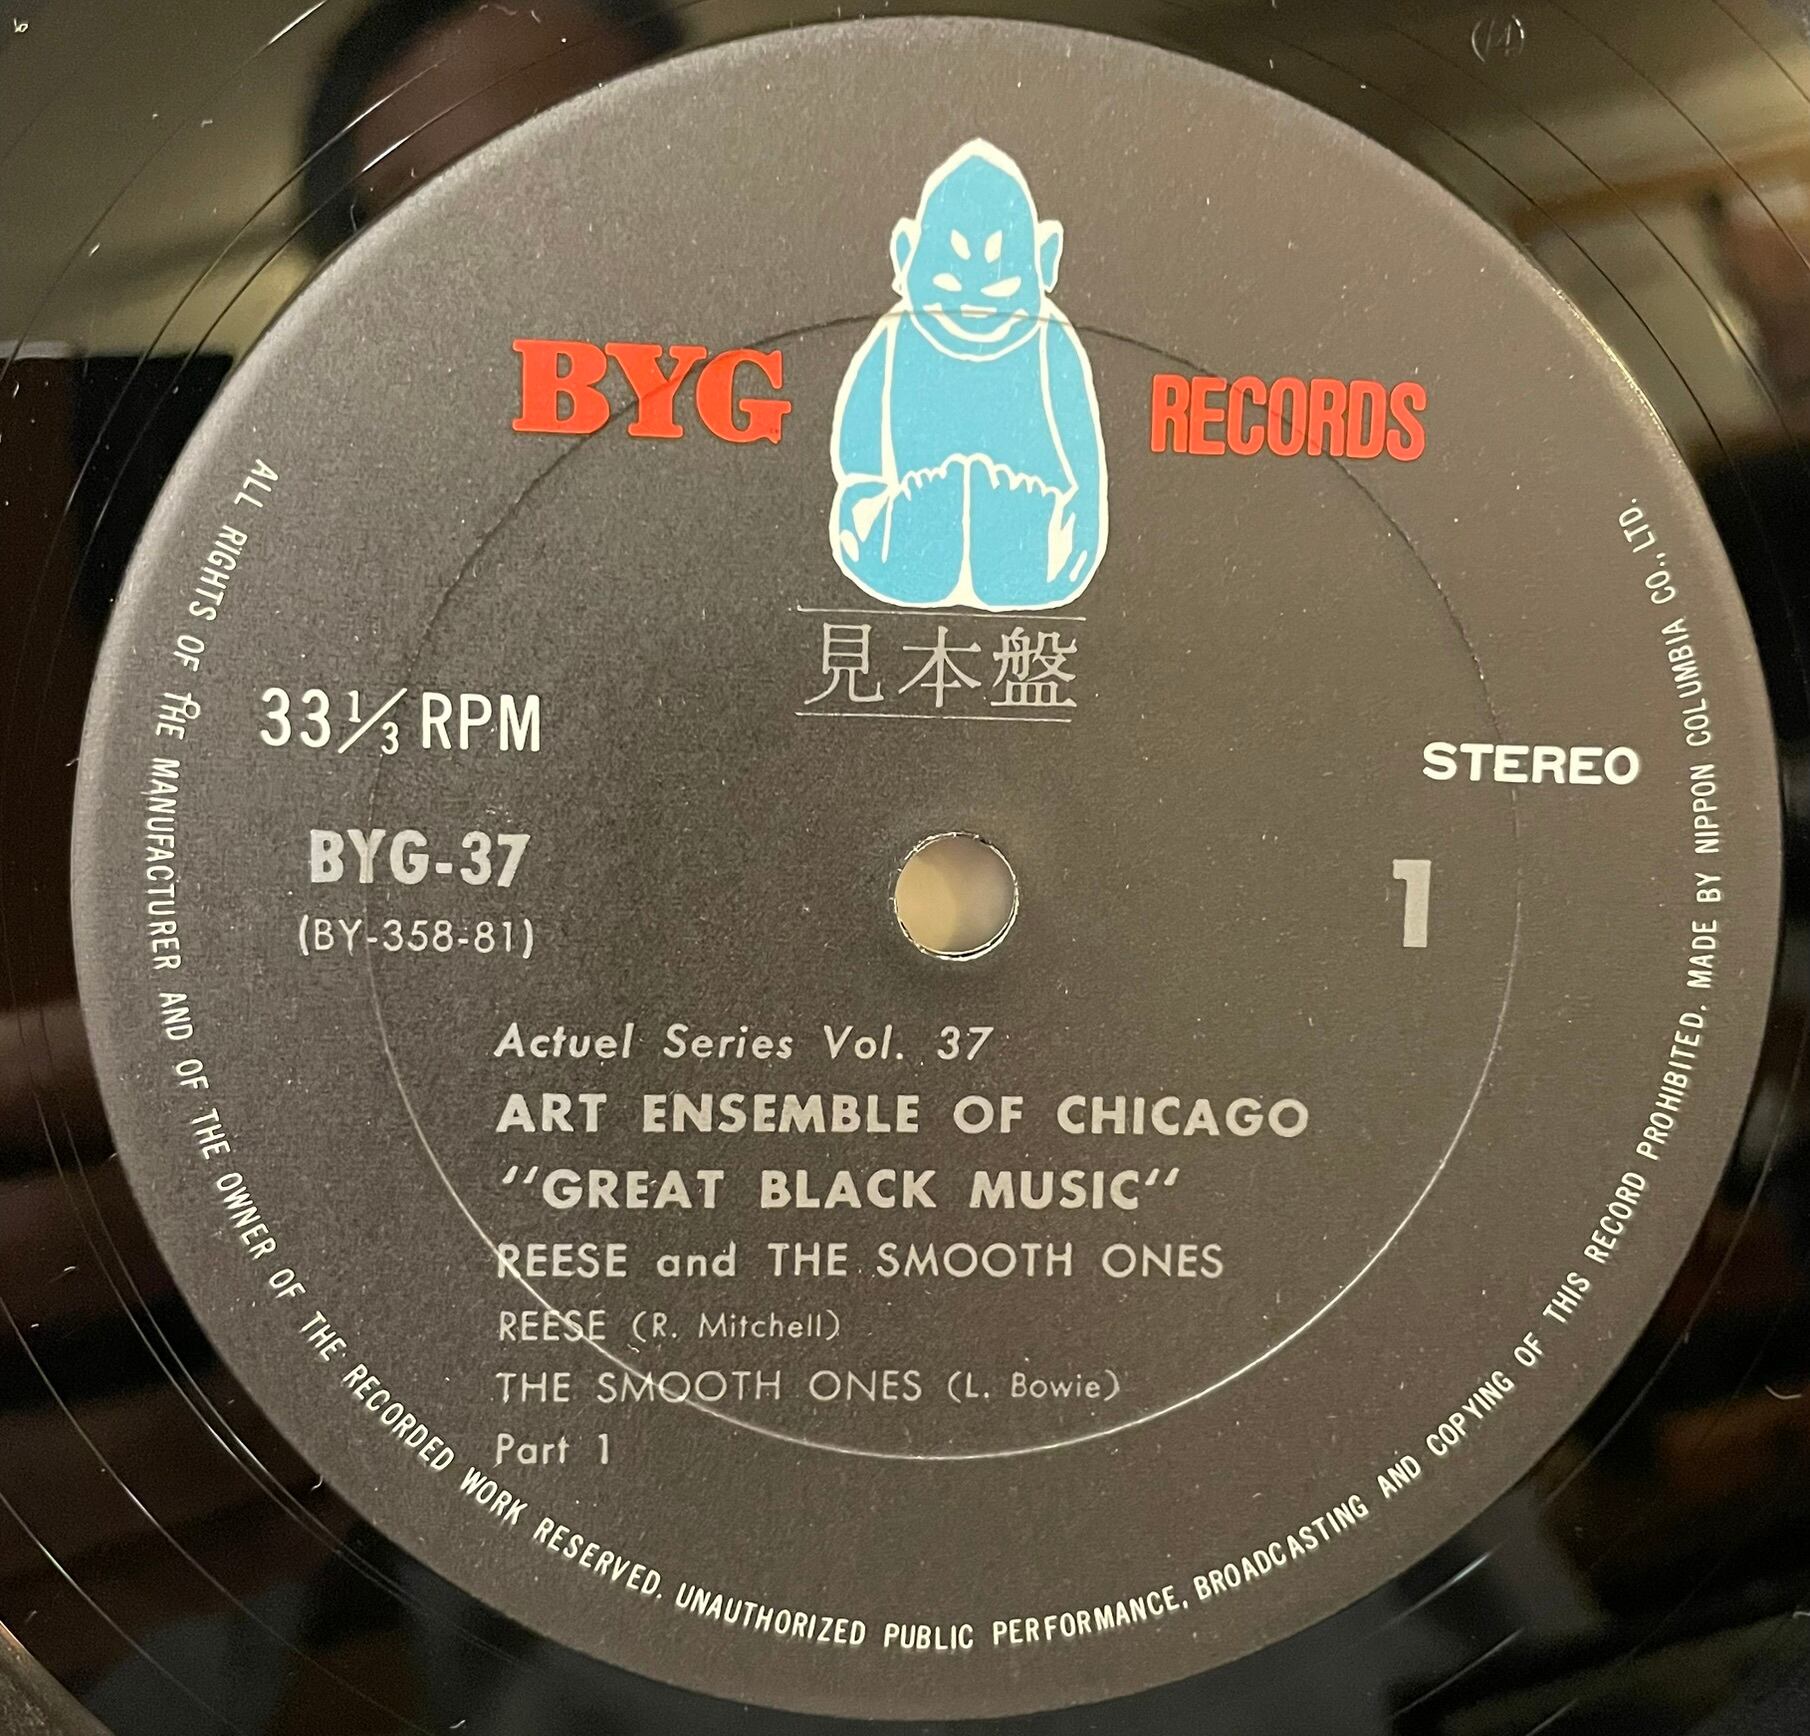 BYG RECORDS
見本盤
33 1/3 RPM
STEREO
BYG-37
1
(BY-358-81)
Actuel Series Vol. 37
ART ENSEMBLE OF CHICAGO
"GREAT BLACK MUSIC"
REESE and THE SMOOTH ONES
REESE (R. Mitchell)
THE SMOOTH ONES (L. Bowie)
Part 1
ALL RIGHTS OF THE MANUFACTURER AND OF THE OWNER OF THE RECORDED WORK RESERVED. UNAUTHORIZED PUBLIC PERFORMANCE, BROADCASTING AND COPYING OF THIS RECORD PROHIBITED. MADE BY NIPPON COLUMBIA CO., LTD.